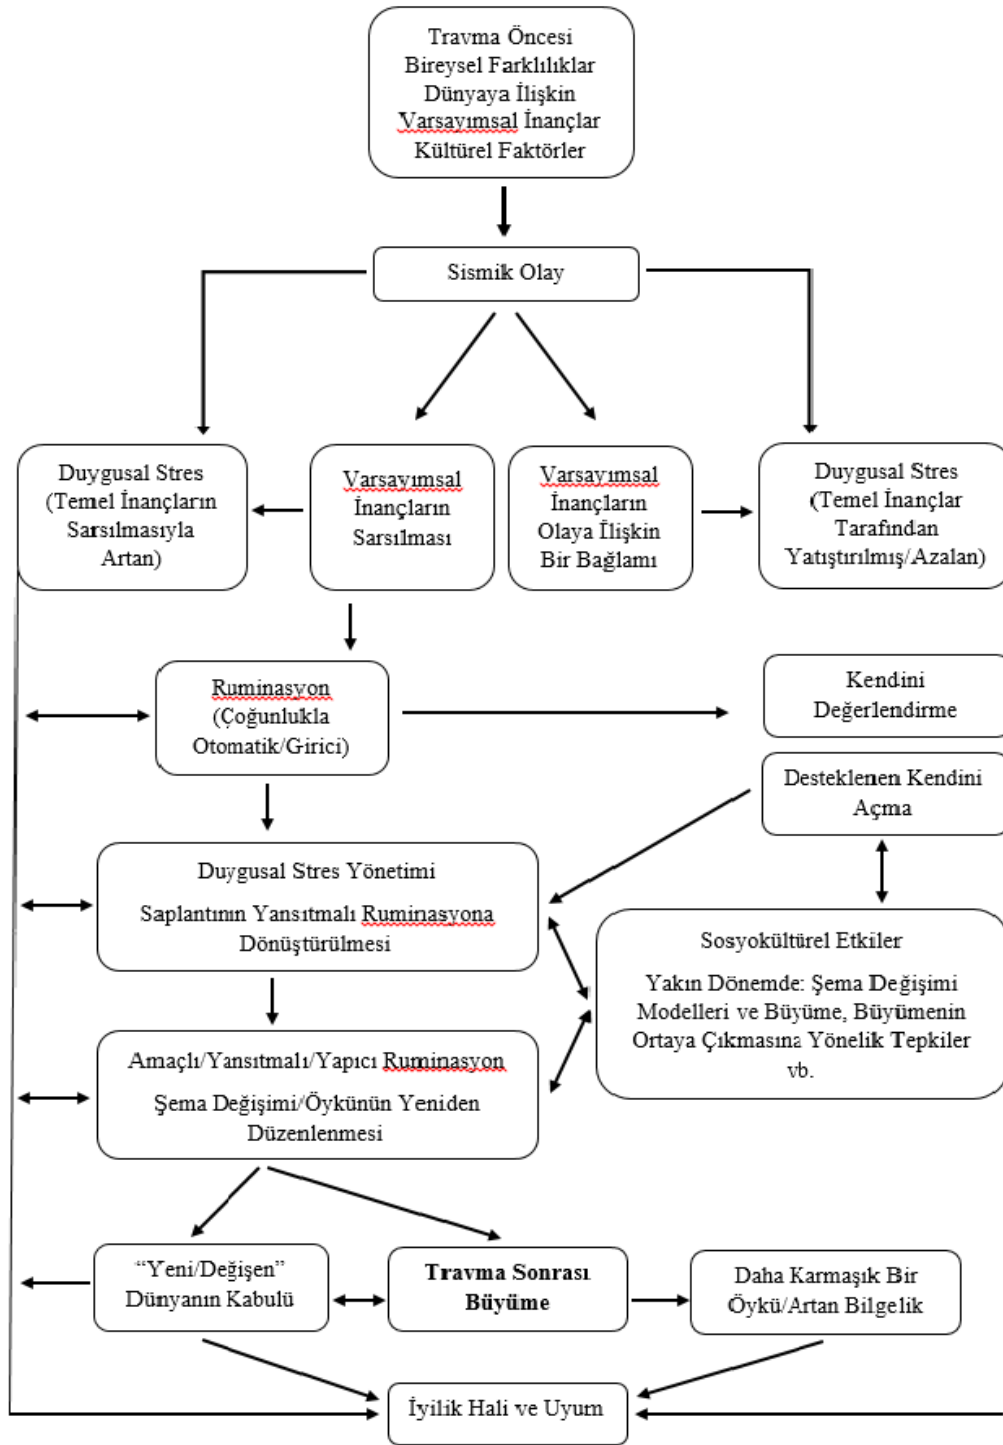 Travma Öncesi
Bireysel Farklılıklar
Dünyaya İlişkin
Varsayımsal İnançlar
Kültürel Faktörler
Sismik Olay
Duygusal Stres
(Temel İnançların
Sarsılmasıyla
Artan)
Varsayımsal
İnançların
Sarsılması
Varsayımsal
İnançların
Olaya İlişkin
Bir Bağlamı
Duygusal Stres
(Temel İnançlar
Tarafından
Yatıştırılmış/Azalan)
Ruminasyon
(Çoğunlukla
Otomatik/Girici)
Kendini
Değerlendirme
Desteklenen Kendini
Açma
Duygusal Stres Yönetimi
Saplantının Yansıtmalı Ruminasyona
Dönüştürülmesi
Sosyokültürel Etkiler
Yakın Dönemde: Şema Değişimi
Modelleri ve Büyüme, Büyümenin
Ortaya Çıkmasına Yönelik Tepkiler
vb.
Amaçlı/Yansıtmalı/Yapıcı Ruminasyon
Şema Değişimi/Öykünün Yeniden
Düzenlenmesi
“Yeni/Değişen”
Dünyanın Kabulü
Travma Sonrası
Büyüme
Daha Karmaşık Bir
Öykü/Artan Bilgelik
İyilik Hali ve Uyum